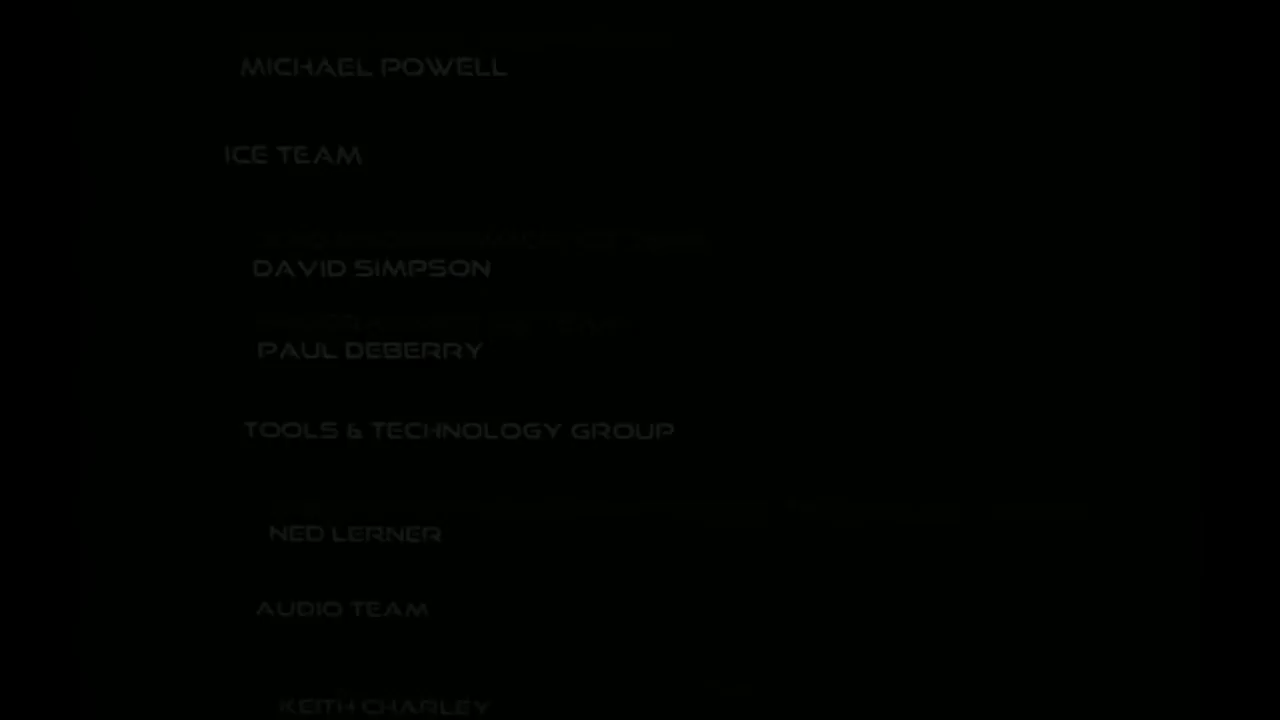 MICHAEL POWELL
ICE TEAM
DAVID SIMPSON
PAUL DEBERRY
TOOLS & TECHNOLOGY GROUP
NED LERNER
AUDIO TEAM
KEITH CHARLEY